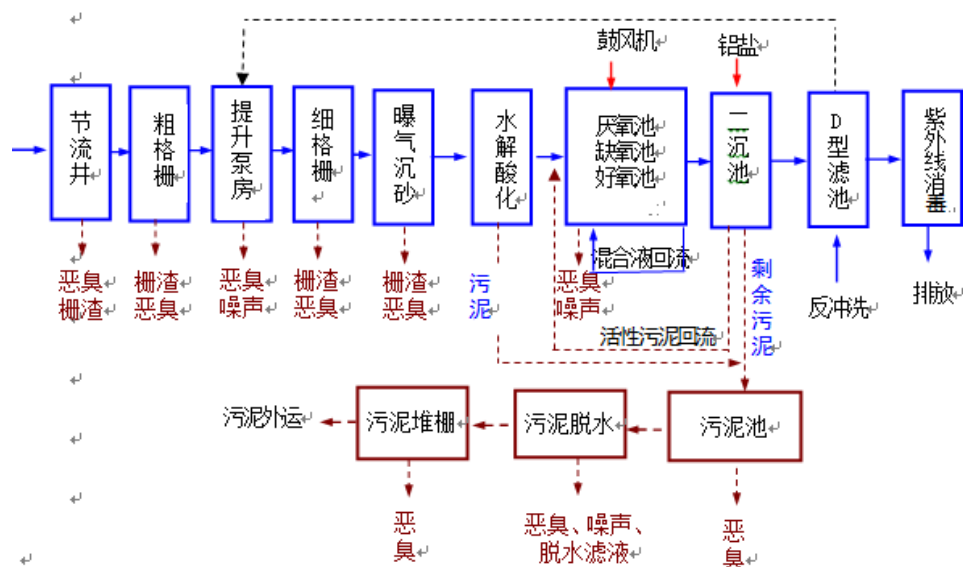 鼓风机
铝盐
节流井
粗格栅
提升泵房
细格栅
曝气沉砂
水解酸化
厌氧池
缺氧池
好氧池
二沉池
D型滤池
紫外线消毒
恶臭
栅渣
栅渣
恶臭
恶臭
噪声
栅渣
恶臭
栅渣
恶臭
污泥
恶臭
噪声
混合液回流
剩余污泥
反冲洗
排放
活性污泥回流
污泥外运
污泥堆棚
污泥脱水
污泥池
恶臭
恶臭、噪声、
脱水滤液
恶臭